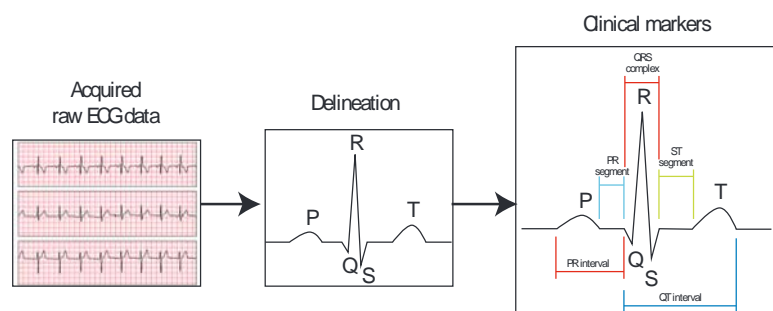 Acquired
raw ECG data
Delineation
R
P
T
Q
S
Clinical markers
QRS
complex
R
PR
segment
ST
segment
P
T
Q
S
PR interval
QT interval